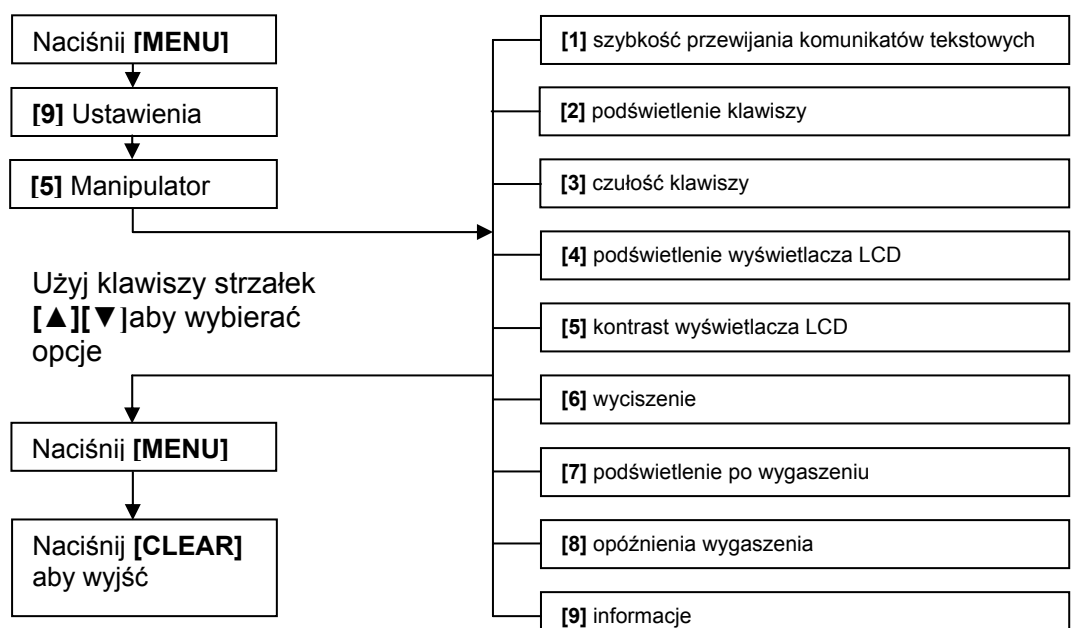 Naciśnij [MENU]
[9] Ustawienia
[5] Manipulator
Użyj klawiszy strzałek
[▲][▼]aby wybierać
opcje
Naciśnij [MENU]
Naciśnij [CLEAR]
aby wyjść
[1] szybkość przewijania komunikatów tekstowych
[2] podświetlenie klawiszy
[3] czułość klawiszy
[4] podświetlenie wyświetlacza LCD
[5] kontrast wyświetlacza LCD
[6] wyciszenie
[7] podświetlenie po wygaszeniu
[8] opóźnienia wygaszenia
[9] informacje